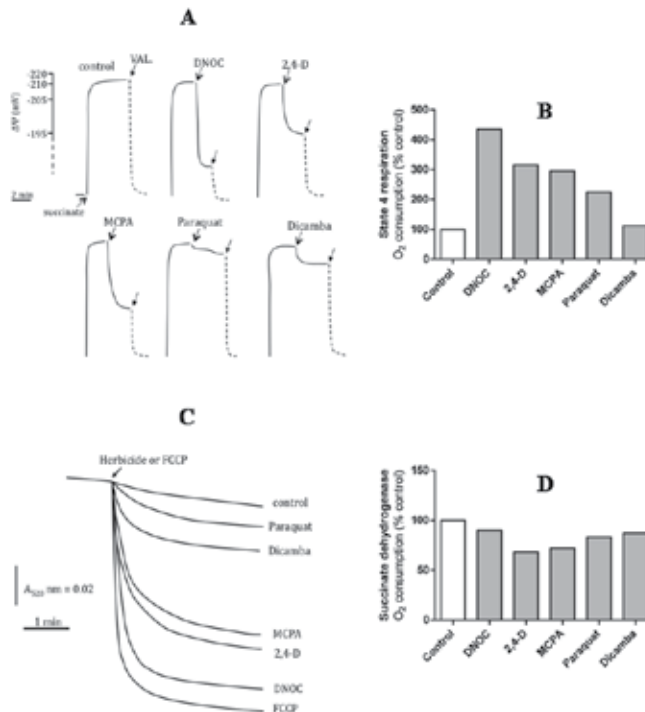 A
control
VAL.
DNOC
2,4-D
-220
-210
-205
-195
ΔΨ (mV)
2 min
succinate
MCPA
Paraquat
Dicamba
B
State 4 respiration
O₂ consumption (% control)
500
400
300
200
100
0
Control
DNOC
2,4-D
MCPA
Paraquat
Dicamba
C
Herbicide or FCCP
control
Paraquat
Dicamba
MCPA
2,4-D
DNOC
FCCP
nm = 0.02
1 min
D
Succinate dehydrogenase
O₂ consumption (% control)
150
100
50
0
Control
DNOC
2,4-D
MCPA
Paraquat
Dicamba